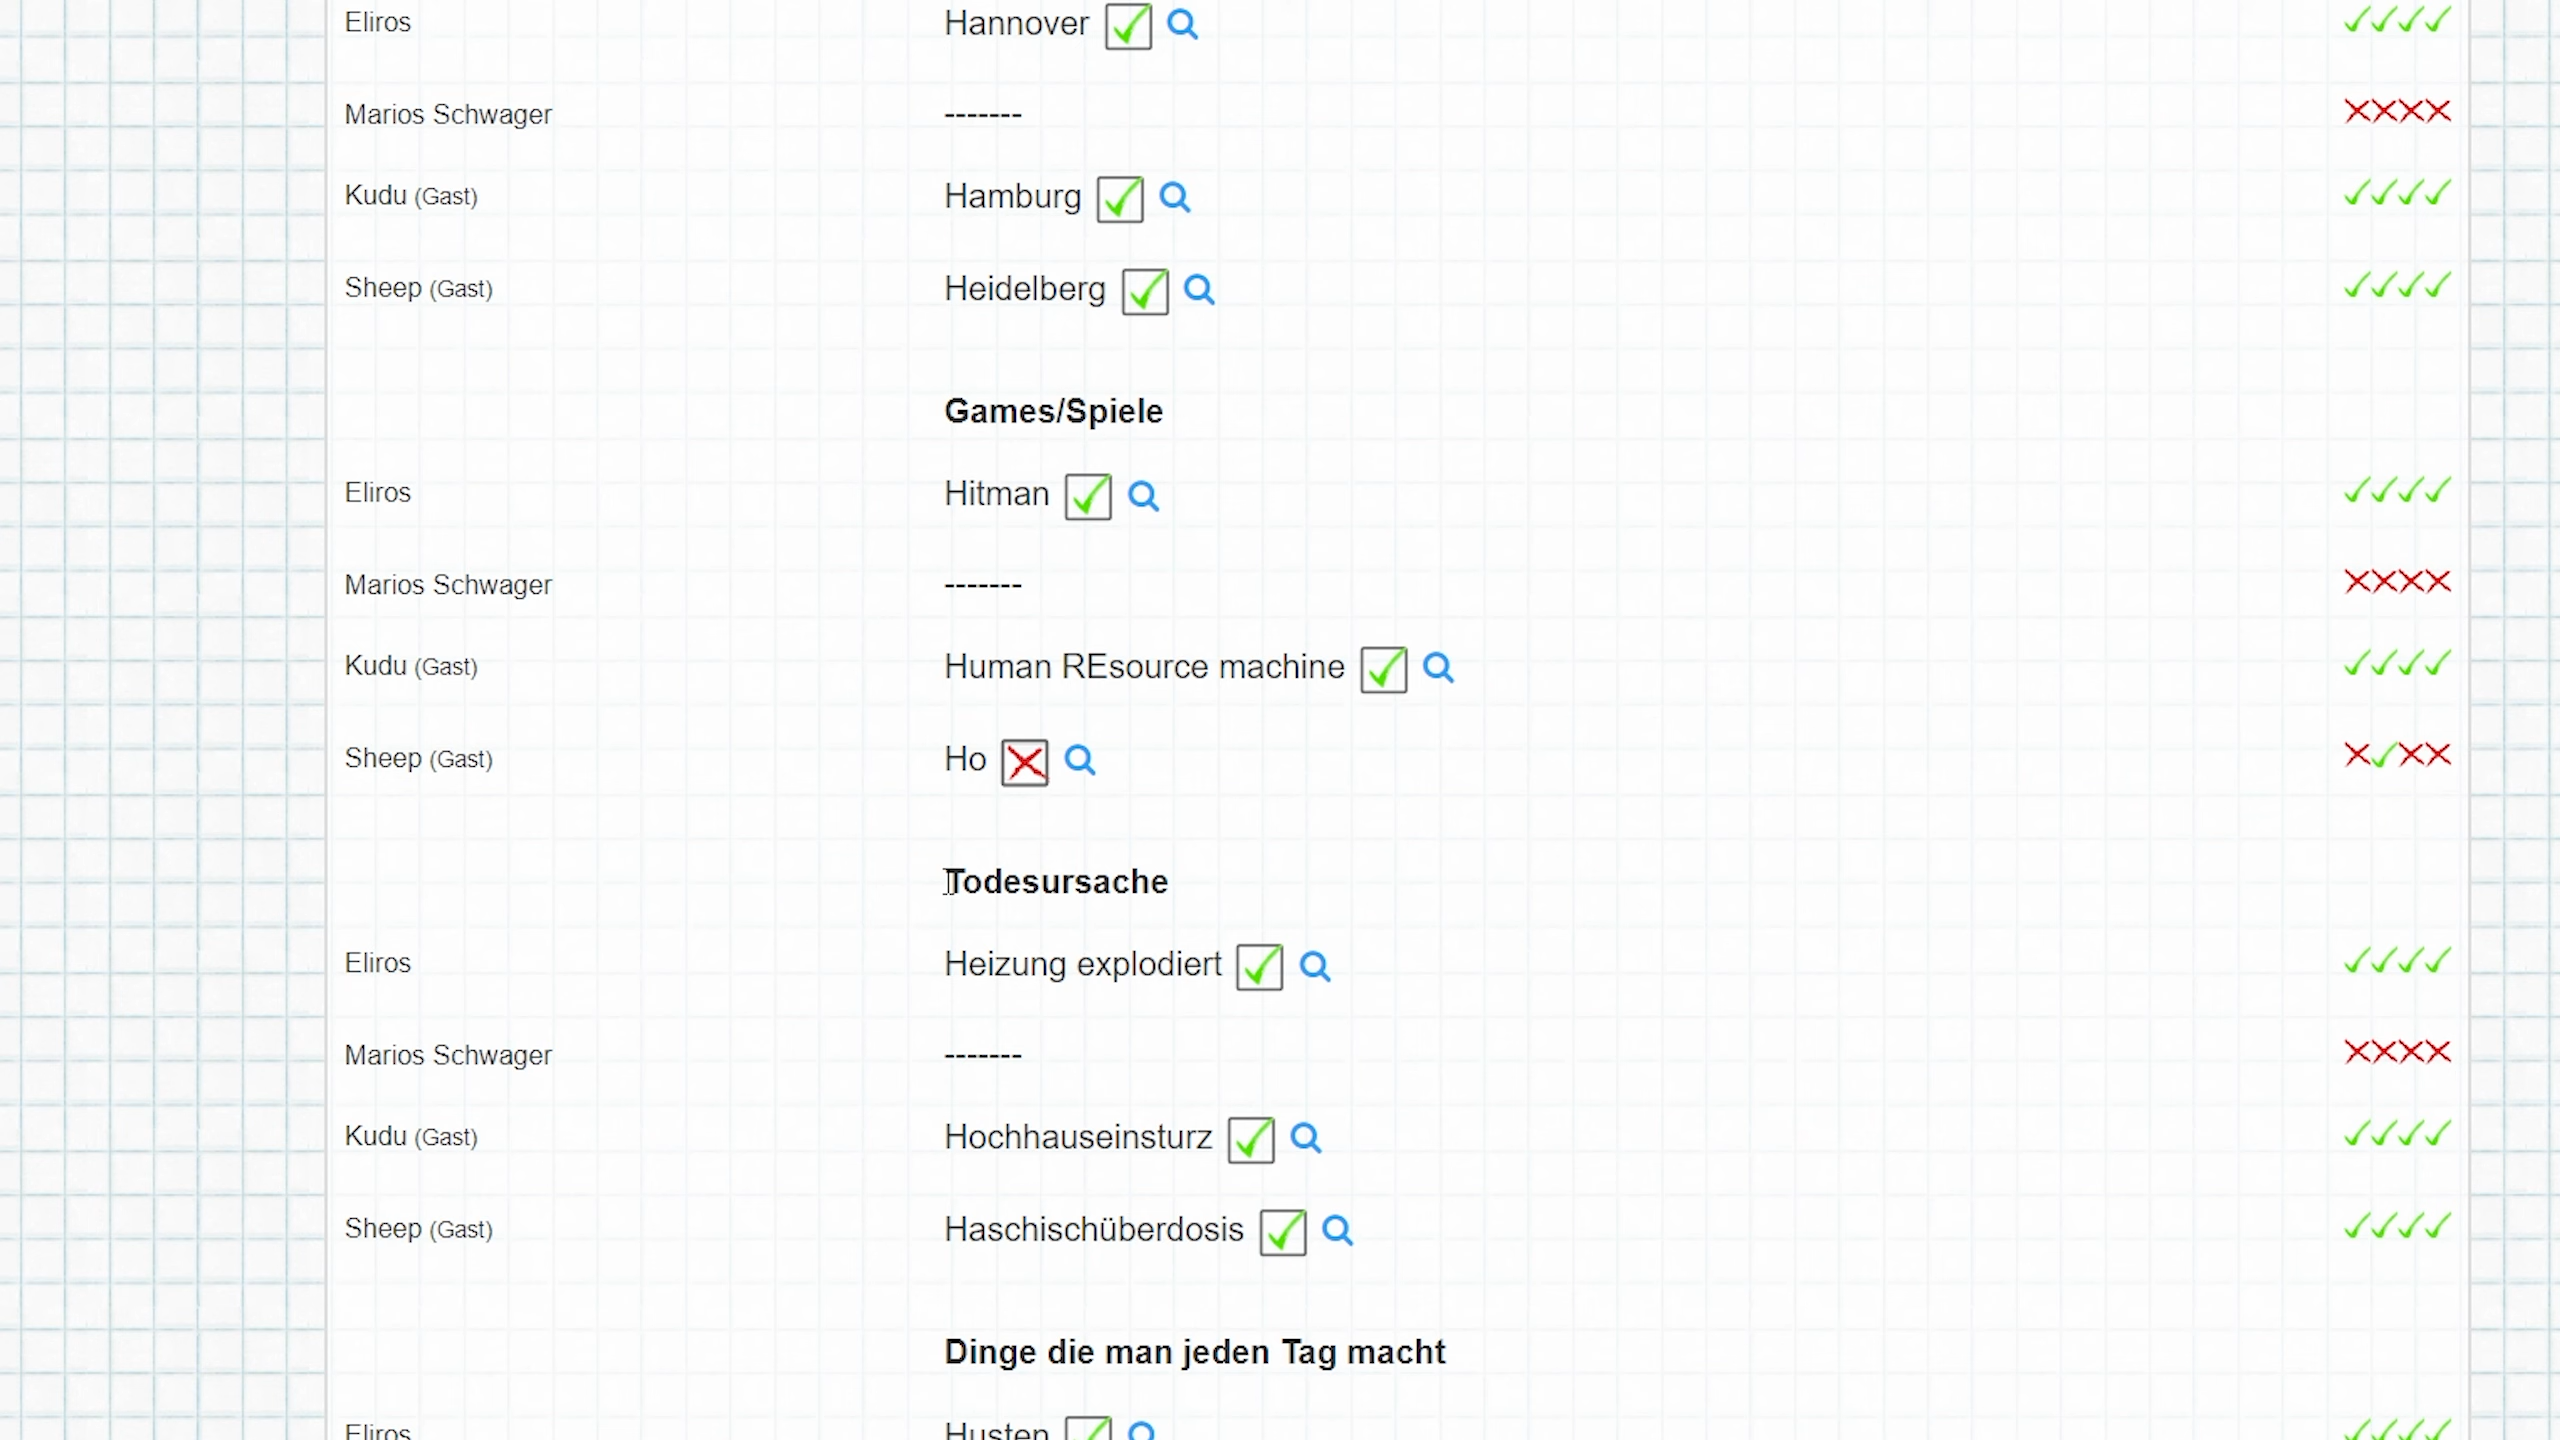 Eliros Hannover
Marios Schwager -------
Kudu (Gast) Hamburg
Sheep (Gast) Heidelberg
Games/Spiele
Eliros Hitman
Marios Schwager -------
Kudu (Gast) Human REsource machine
Sheep (Gast) Ho
Todesursache
Eliros Heizung explodiert
Marios Schwager -------
Kudu (Gast) Hochhauseinsturz
Sheep (Gast) Haschischüberdosis
Dinge die man jeden Tag macht
Eliros Husten